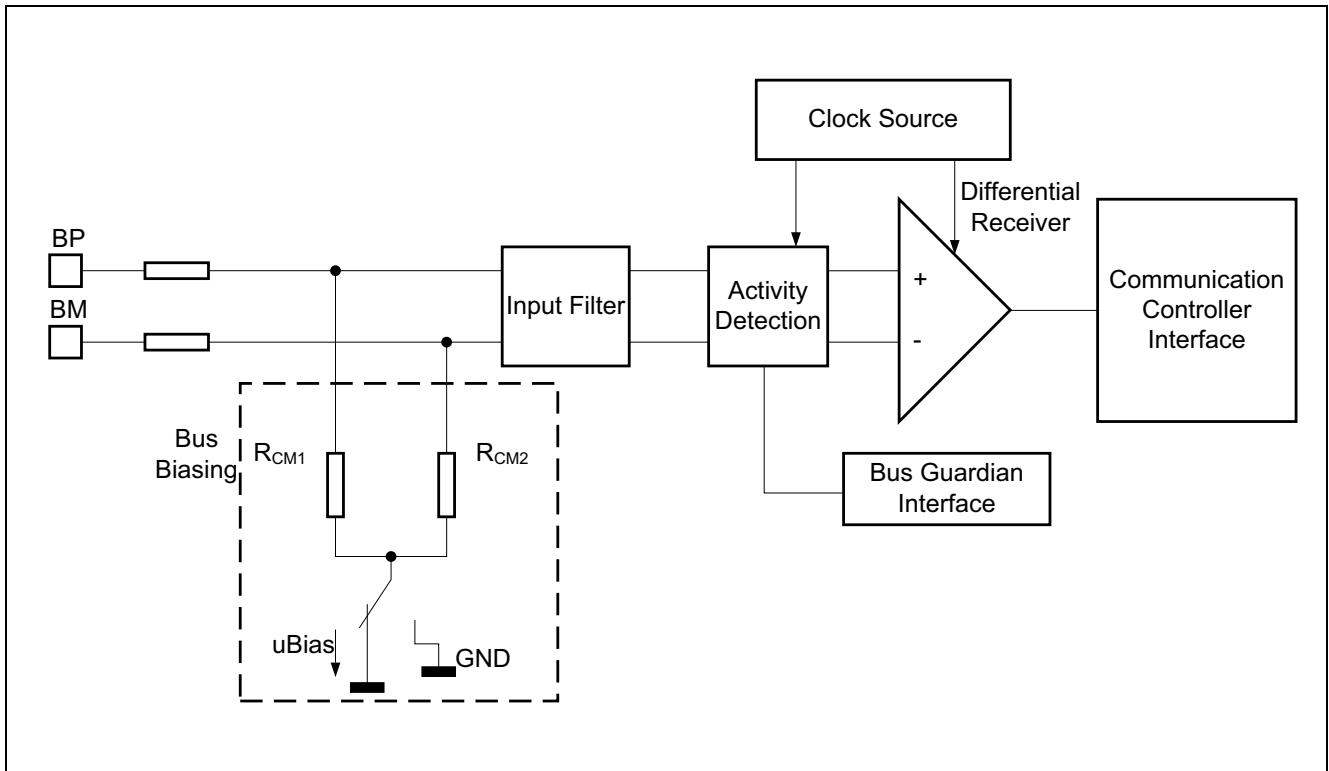 Clock Source
Differential
Receiver
BP
BM
Input Filter
Activity
Detection
+
-
Communication
Controller
Interface
Bus
Biasing
RCM1
RCM2
Bus Guardian
Interface
uBias
GND